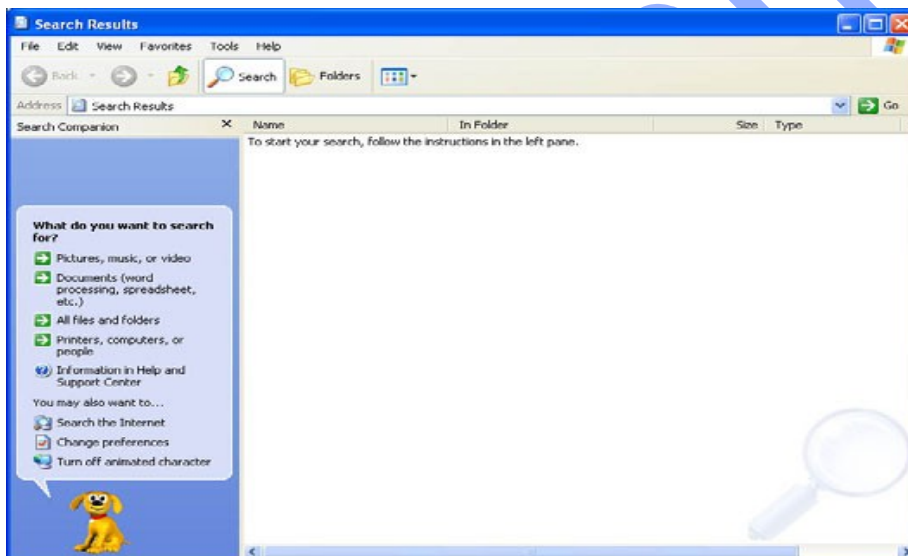 Search Results
File Edit View Favorites Tools Help
Back Search Folders
Address Search Results Go
Search Companion
Name In Folder Size Type
To start your search, follow the instructions in the left pane.
What do you want to search
for?
Pictures, music, or video
Documents (word
processing, spreadsheet,
etc.)
All files and folders
Printers, computers, or
people
Information in Help and
Support Center
You may also want to...
Search the Internet
Change preferences
Turn off animated character